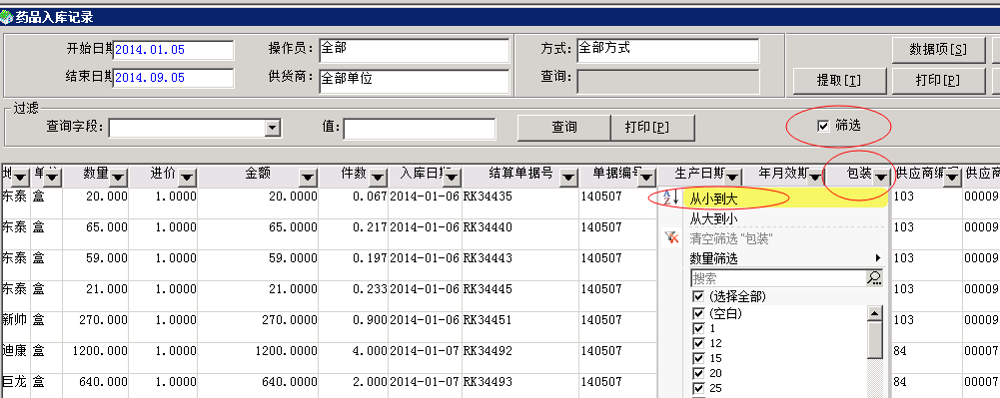 药品入库记录
开始日期 2014.01.05 操作员: 全部 方式: 全部方式 数据项[S]
结束日期 2014.09.05 供货商: 全部单位 查询: 提取[T] 打印[P]
过滤
查询字段: 值: 查询 打印[P] 筛选
数量 进价 金额 件数 入库日期 结算单据号 单据编号 生产日期 年月效期 包装 供应商编 供应商
东泰 盒 20.000 1.0000 20.0000 0.067 2014-01-06 RK34435 140507 从小到大 103 00009
从大到小
东泰 盒 65.000 1.0000 65.0000 0.217 2014-01-06 RK34440 140507 清空筛选 "包装" 103 00009
东泰 盒 59.000 1.0000 59.0000 0.197 2014-01-06 RK34443 140507 数量筛选 103 00009
搜索
东泰 盒 21.000 1.0000 21.0000 0.233 2014-01-06 RK34445 140507 (选择全部) 103 00009
(空白)
新帅 盒 270.000 1.0000 270.0000 0.900 2014-01-06 RK34451 140507 1 103 00009
12
迪康 盒 1200.000 1.0000 1200.0000 4.000 2014-01-07 RK34492 140507 15 84 00007
20
巨龙 盒 640.000 1.0000 640.0000 2.000 2014-01-07 RK34493 140507 25 84 00007